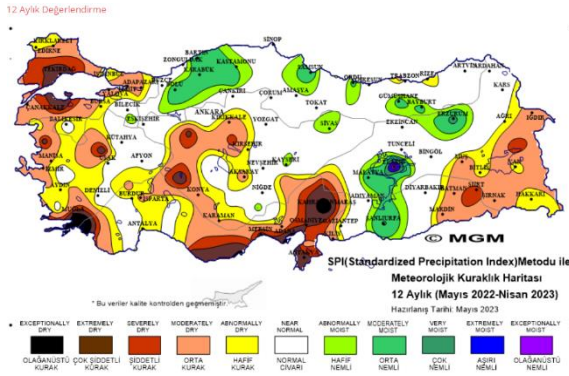 12 Aylık Değerlendirme
SİNOP
KIRKLARELİ
EDİRNE
TEKİRDAĞ
İSTANBUL
BARTIN
ZONGULDAK
KASTAMONU
KARABÜK
SAMSUN
ORDU
GİRESUN
TRABZON
RİZE
ARTVİN
ARDAHAN
KARS
ADAPAZARI
DÜZCE
BOLU
ÇANKIRI
ÇORUM
AMASYA
TOKAT
GÜMÜŞHANE
BAYBURT
ERZURUM
ERZİNCAN
AĞRI
IĞDIR
ÇANAKKALE
BURSA
BİLECİK
BALIKESİR
ESKİŞEHİR
ANKARA
KIRIKKALE
YOZGAT
SİVAS
TUNCELİ
BİNGÖL
KÜTAHYA
MANİSA
UŞAK
AFYON
KIRŞEHİR
NEVŞEHİR
KAYSERİ
AKSARAY
MALATYA
BİTLİS
VAN
İZMİR
AYDIN
DENİZLİ
BURDUR
ISPARTA
KONYA
NİĞDE
ADIYAMAN
DİYARBAKIR
BATMAN
SİİRT
ŞIRNAK
HAKKARİ
MARDİN
MUĞLA
ANTALYA
KARAMAN
MERSİN
ADANA
OSMANİYE
MARAŞ
GAZİANTEP
ŞANLIURFA
© MGM
SPI(Standardized Precipitation Index)Metodu ile
Meteorolojik Kuraklık Haritası
12 Aylık (Mayıs 2022-Nisan 2023)
Hazırlanış Tarihi: Mayıs 2023
* Bu veriler kalite kontrolden geçmemiştir.
EXCEPTIONALLY DRY
EXTREMELY DRY
SEVERELY DRY
MODERATELY DRY
ABNORMALLY DRY
NEAR NORMAL
ABNORMALLY MOIST
MODERATELY MOIST
VERY MOIST
EXTREMELY MOIST
EXCEPTIONALLY MOIST
OLAĞANÜSTÜ KURAK
ÇOK ŞİDDETLİ KURAK
ŞİDDETLİ KURAK
ORTA KURAK
HAFİF KURAK
NORMAL CİVARI
HAFİF NEMLİ
ORTA NEMLİ
ÇOK NEMLİ
AŞIRI NEMLİ
OLAĞANÜSTÜ NEMLİ